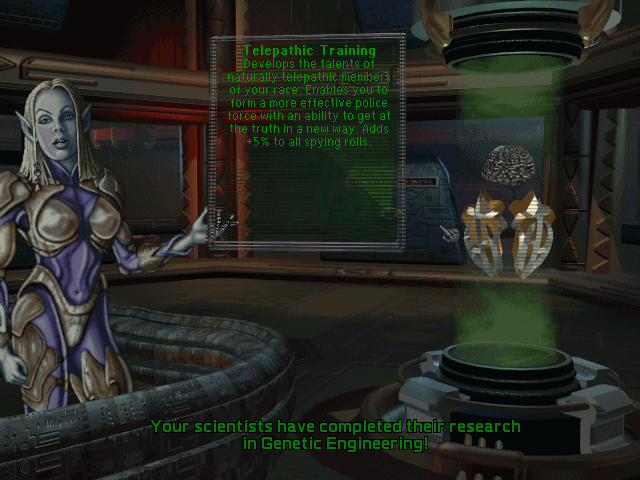 Telepathic Training
Develops the talents of
naturally telepathic members
of your race. Enables you to
form a more effective police
force with an ability to get at
the truth in a new way. Adds
+5% to all spying rolls.
Your scientists have completed their research
in Genetic Engineering!